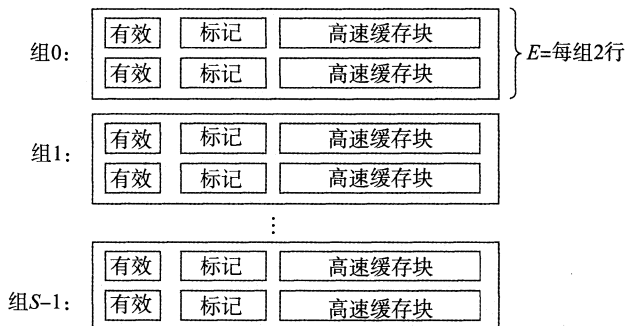 组0: 有效 标记 高速缓存块
有效 标记 高速缓存块
E=每组2行
组1: 有效 标记 高速缓存块
有效 标记 高速缓存块
⋮
组S-1: 有效 标记 高速缓存块
有效 标记 高速缓存块